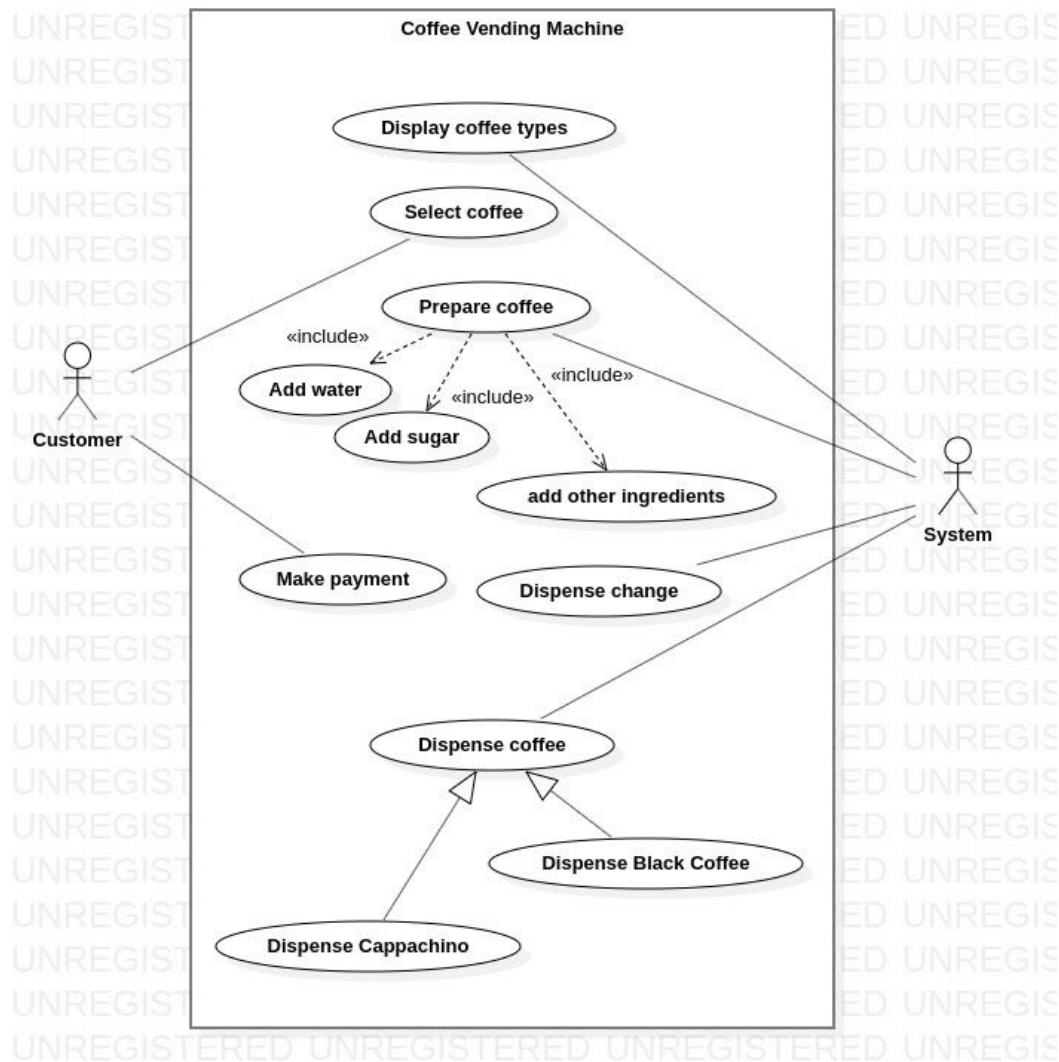 Coffee Vending Machine
Display coffee types
Select coffee
Prepare coffee
«include»
«include»
«include»
Add water
Add sugar
Customer
add other ingredients
System
Make payment
Dispense change
Dispense coffee
Dispense Black Coffee
Dispense Cappachino
UNREGISTERED UNREGISTERED UNREGISTERED UNREGIS